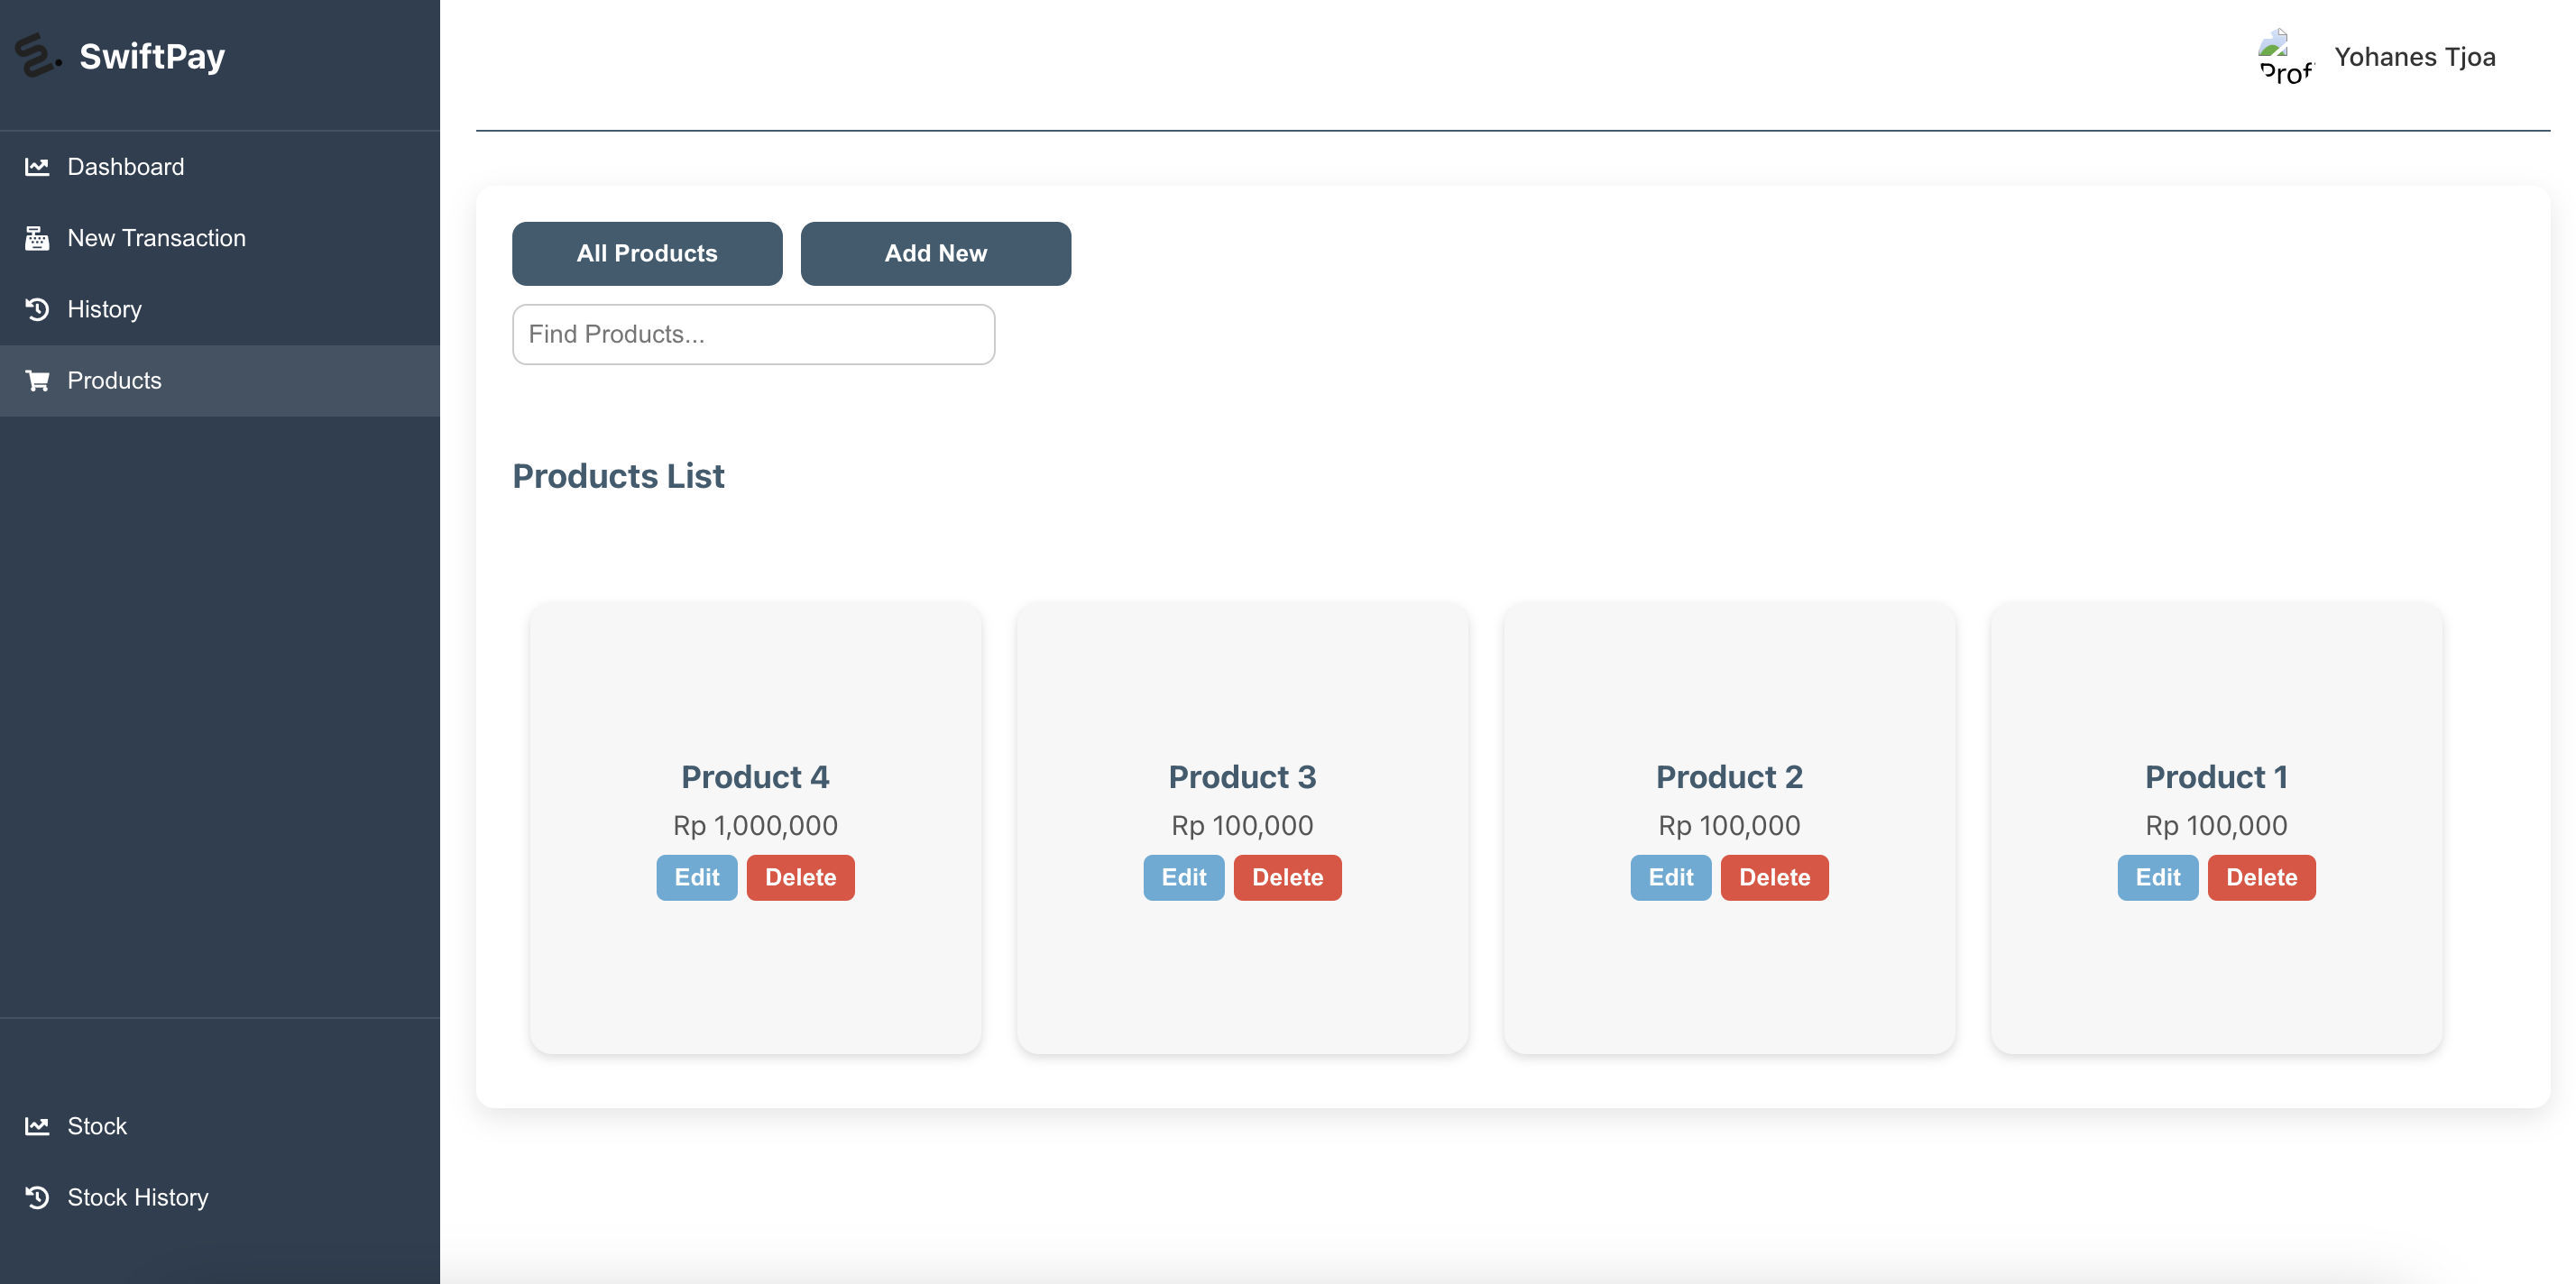 SwiftPay
Prof
Yohanes Tjoa
Dashboard
New Transaction
History
Products
Stock
Stock History
All Products
Add New
Find Products...
Products List
Product 4
Rp 1,000,000
Edit
Delete
Product 3
Rp 100,000
Edit
Delete
Product 2
Rp 100,000
Edit
Delete
Product 1
Rp 100,000
Edit
Delete